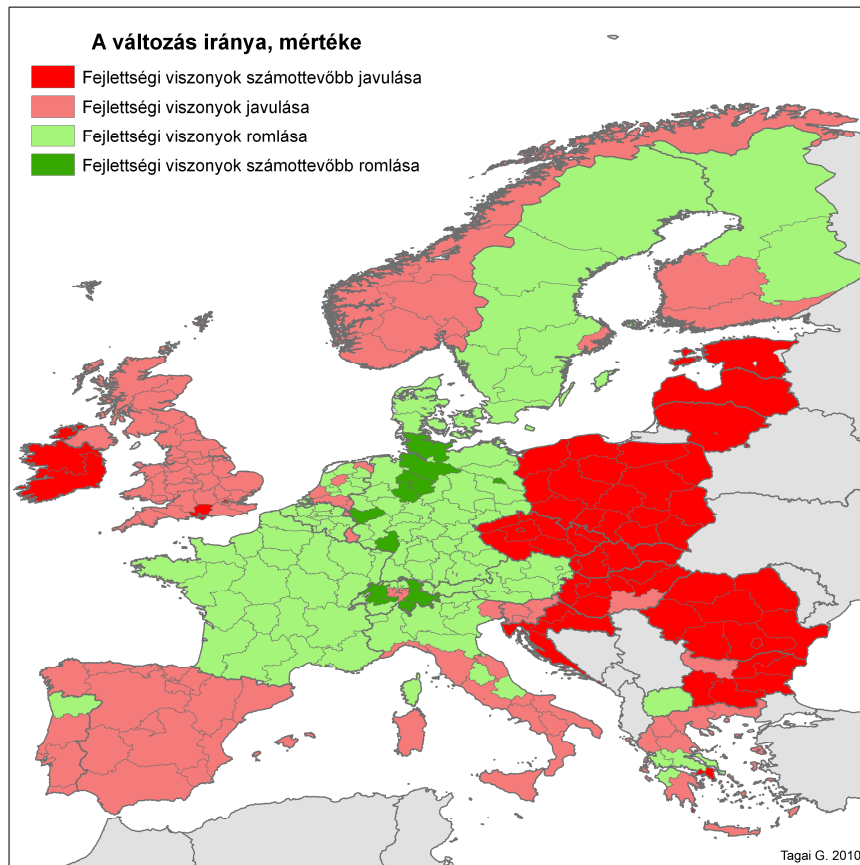 A változás iránya, mértéke
Fejlettségi viszonyok számottevőbb javulása
Fejlettségi viszonyok javulása
Fejlettségi viszonyok romlása
Fejlettségi viszonyok számottevőbb romlása
Tagai G. 2010